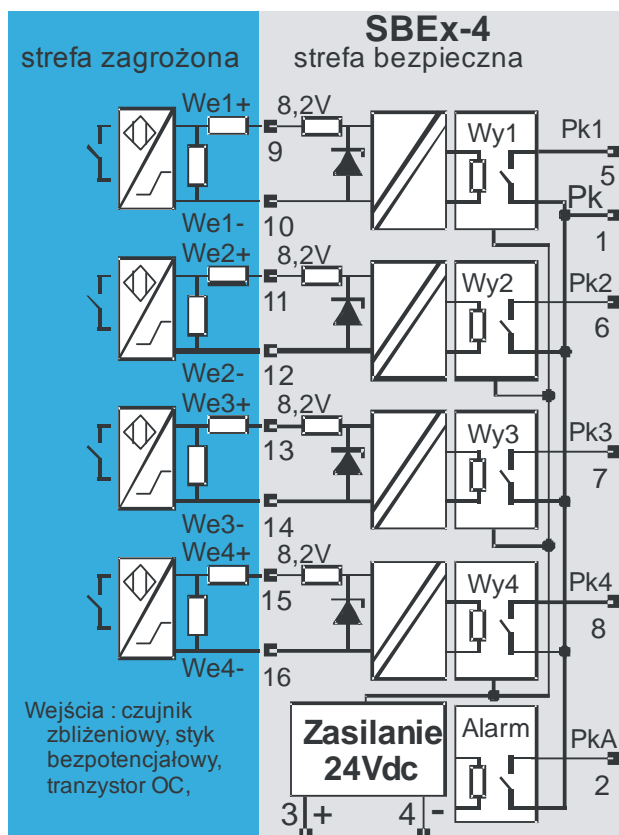 SBEx-4
strefa zagrożona
strefa bezpieczna
We1+
8,2V
9
Wy1
Pk1
5
We1-
10
Pk
1
We2+
8,2V
11
Wy2
Pk2
6
We2-
12
We3+
8,2V
13
Wy3
Pk3
7
We3-
14
We4+
8,2V
15
Wy4
Pk4
8
We4-
16
Wejścia : czujnik
zbliżeniowy, styk
bezpotencjałowy,
tranzystor OC,
Zasilanie
24Vdc
3 +
4 -
Alarm
PkA
2